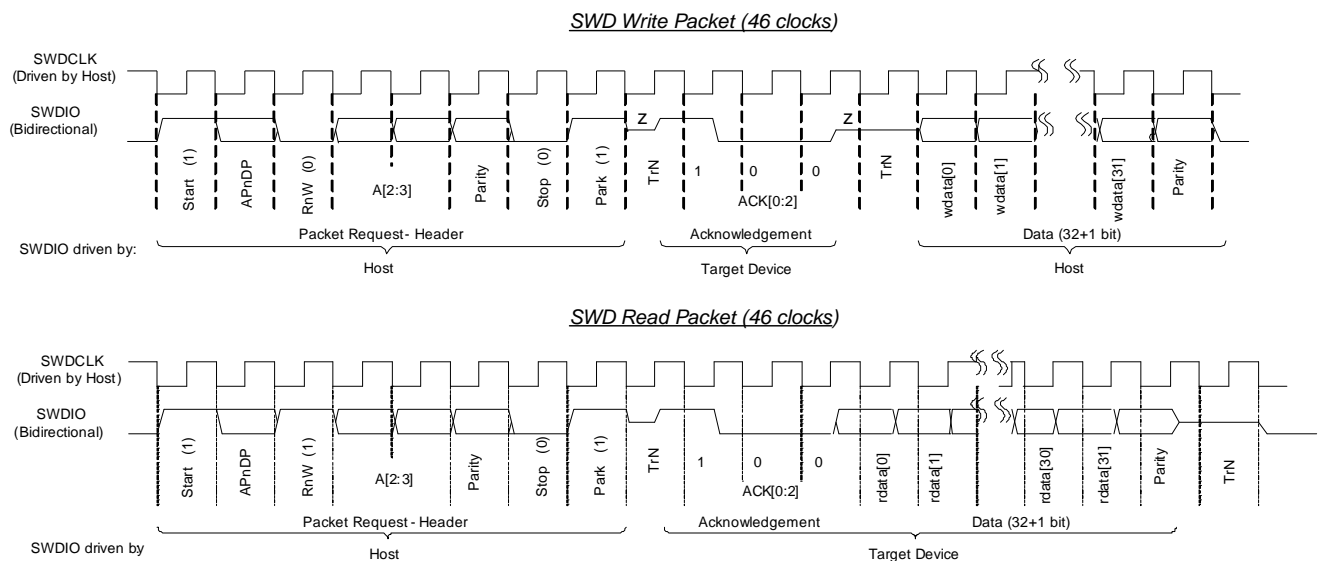 SWD Write Packet (46 clocks)
SWDCLK
(Driven by Host)
SWDIO
(Bidirectional)
z
z
Start (1)
APnDP
RnW (0)
A[2:3]
Parity
Stop (0)
Park (1)
TrN
1
0
0
ACK[0:2]
TrN
wdata[0]
wdata[1]
wdata[31]
Parity
SWDIO driven by:
Packet Request- Header
Acknowledgement
Data (32+1 bit)
Host
Target Device
Host
SWD Read Packet (46 clocks)
SWDCLK
(Driven by Host)
SWDIO
(Bidirectional)
Start (1)
APnDP
RnW (1)
A[2:3]
Parity
Stop (0)
Park (1)
TrN
1
0
0
ACK[0:2]
rdata[0]
rdata[1]
rdata[30]
rdata[31]
Parity
TrN
SWDIO driven by
Packet Request - Header
Acknowledgement
Data (32+1 bit)
Host
Target Device